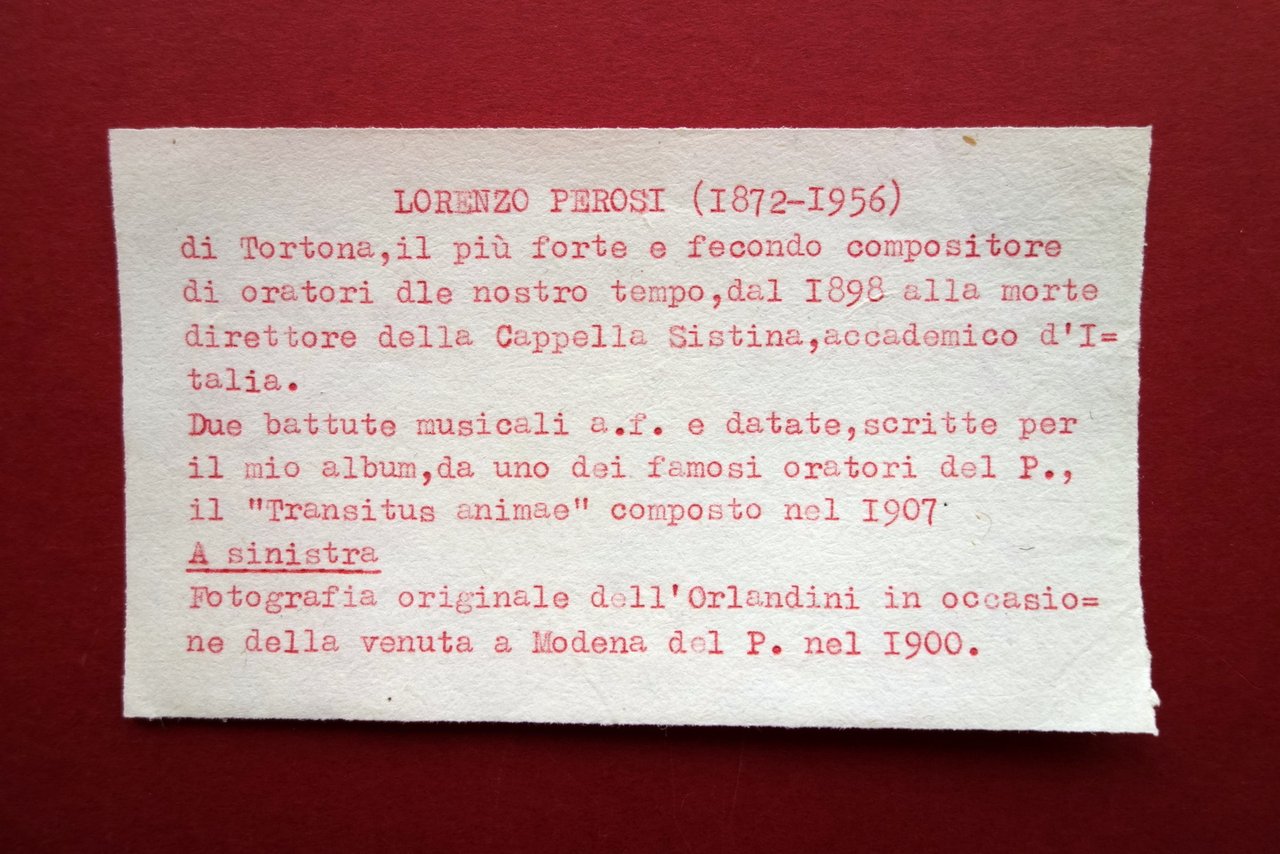 LORENZO PEROSI (I872-I956)
di Tortona,il più forte e fecondo compositore
di oratori dle nostro tempo,dal I898 alla morte
direttore della Cappella Sistina,accademico d'I=
talia.
Due battute musicali a.f. e datate,scritte per
il mio album,da uno dei famosi oratori del P.,
il "Transitus animae" composto nel I907
A sinistra
Fotografia originale dell'Orlandini in occasio=
ne della venuta a Modena del P. nel I900.